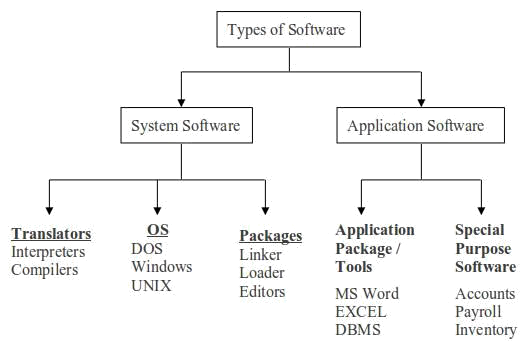 Types of Software
System Software
Application Software
Translators
Interpreters
Compilers
OS
DOS
Windows
UNIX
Packages
Linker
Loader
Editors
Application
Package /
Tools
MS Word
EXCEL
DBMS
Special
Purpose
Software
Accounts
Payroll
Inventory